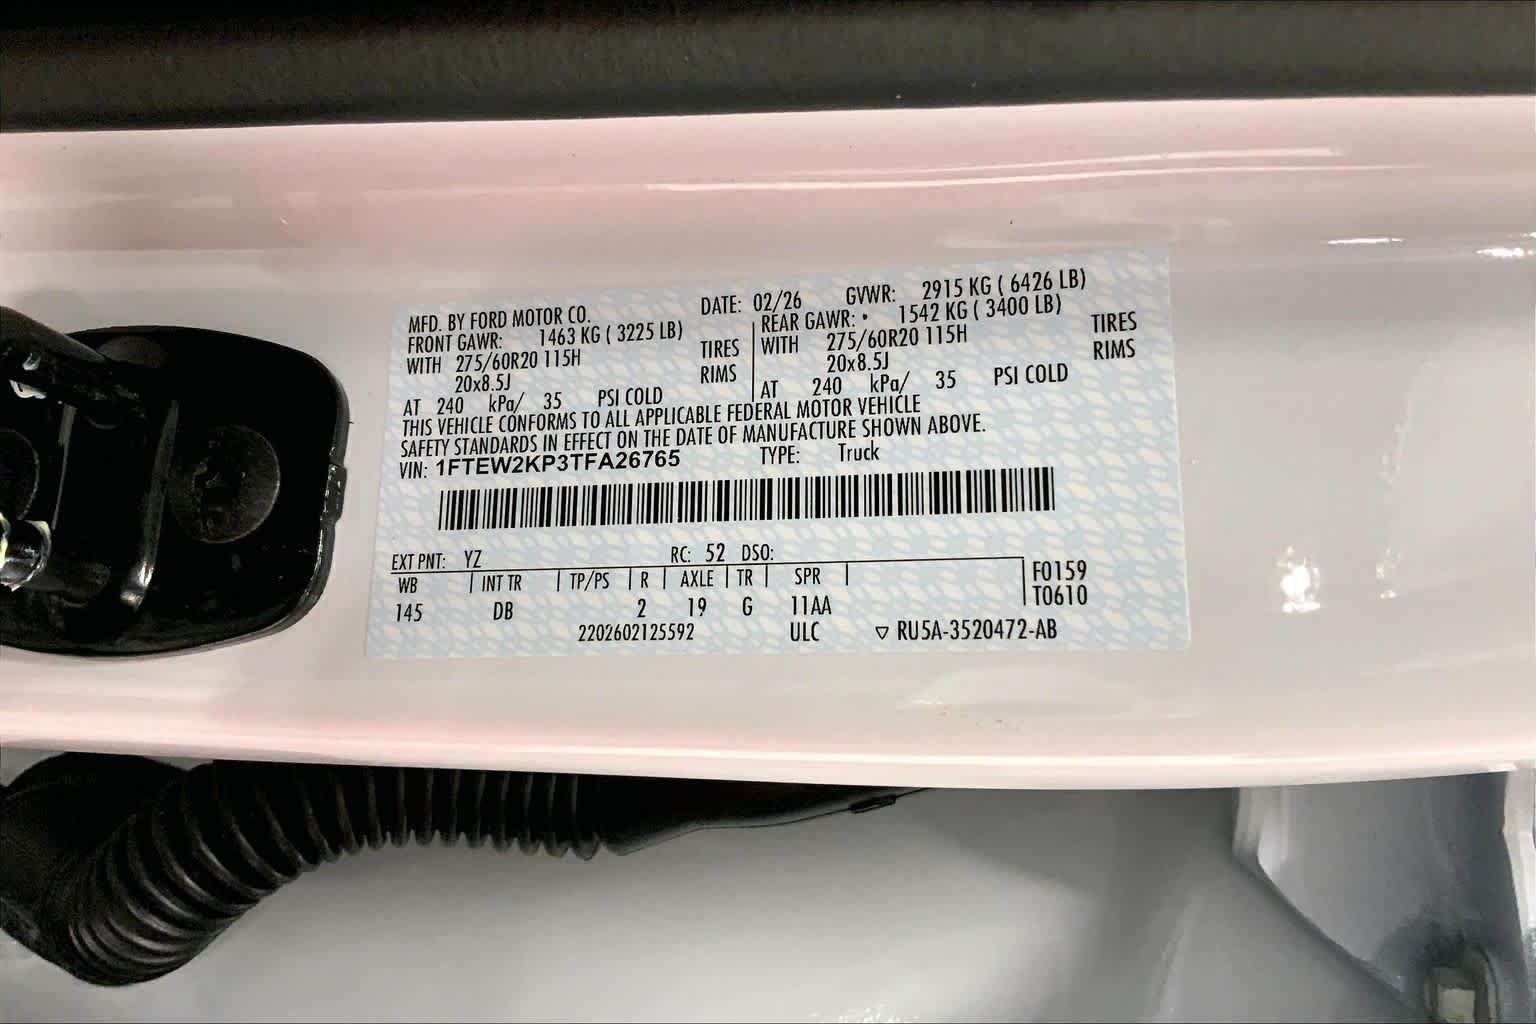 MFD. BY FORD MOTOR CO. DATE: 02/26 GVWR: 2915 KG ( 6426 LB)
FRONT GAWR: 1463 KG ( 3225 LB) REAR GAWR: 1542 KG ( 3400 LB)
WITH 275/60R20 115H TIRES WITH 275/60R20 115H TIRES
20x8.5J RIMS 20x8.5J RIMS
AT 240 kPa/ 35 PSI COLD AT 240 kPa/ 35 PSI COLD
THIS VEHICLE CONFORMS TO ALL APPLICABLE FEDERAL MOTOR VEHICLE
SAFETY STANDARDS IN EFFECT ON THE DATE OF MANUFACTURE SHOWN ABOVE.
VIN: 1FTEW2KP3TFA26765 TYPE: Truck
EXT PNT: YZ RC: 52 DSO:
WB INT TR TP/PS R AXLE TR SPR F0159
145 DB 2 19 G 11AA T0610
2202602125592 ULC ▽ RU5A-3520472-AB